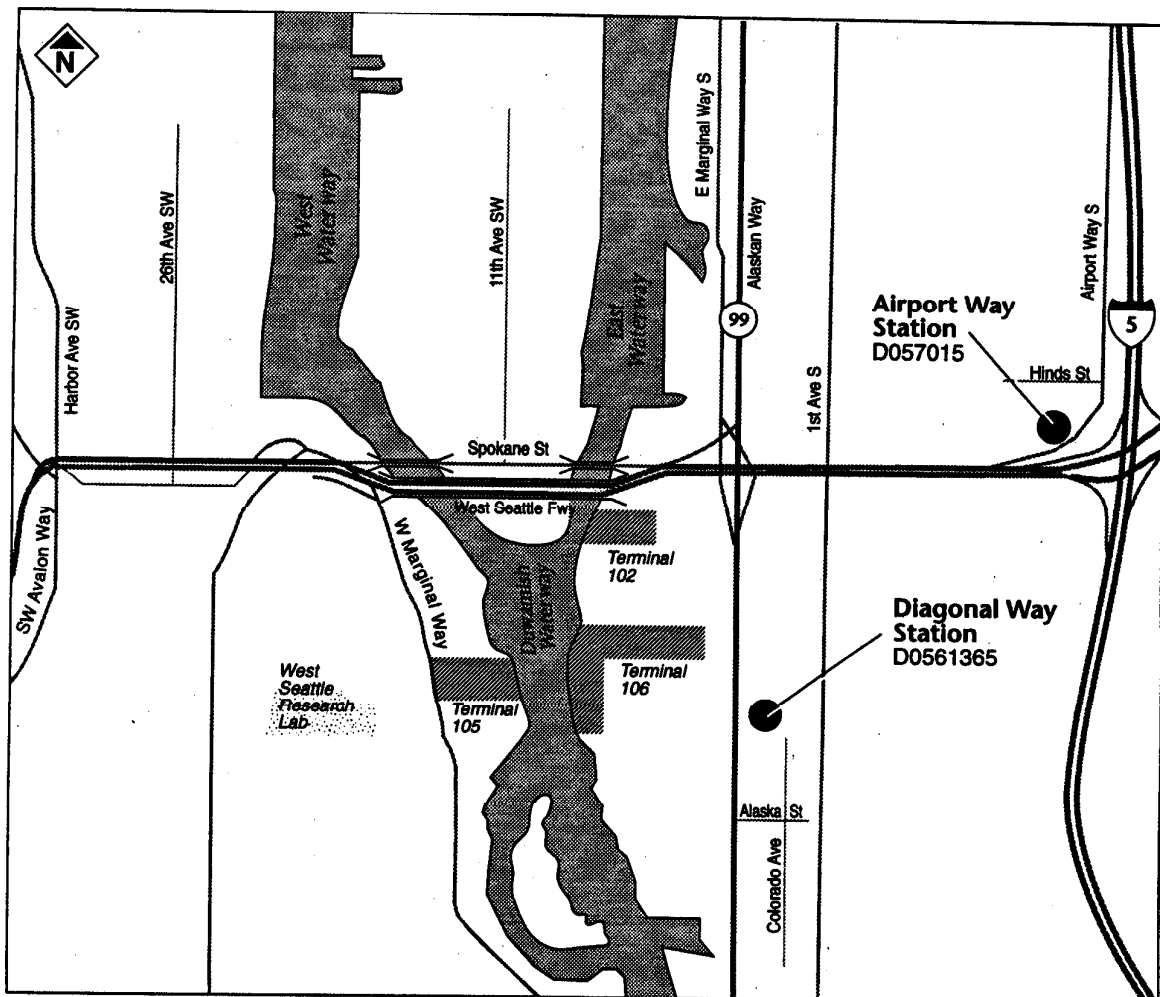 N
Harbor Ave SW
26th Ave SW
West
Waterway
11th Ave SW
East
Waterway
E Marginal Way S
Alaskan Way
99
1st Ave S
Airport Way
Station
D057015
Airport Way S
5
Hinds St
Spokane St
West Seattle Fwy
SW Avalon Way
W Marginal Way
Duwamish
Waterway
Terminal
102
Terminal
106
Terminal
105
West
Seattle
Research
Lab
Diagonal Way
Station
D0561365
Alaska St
Colorado Ave